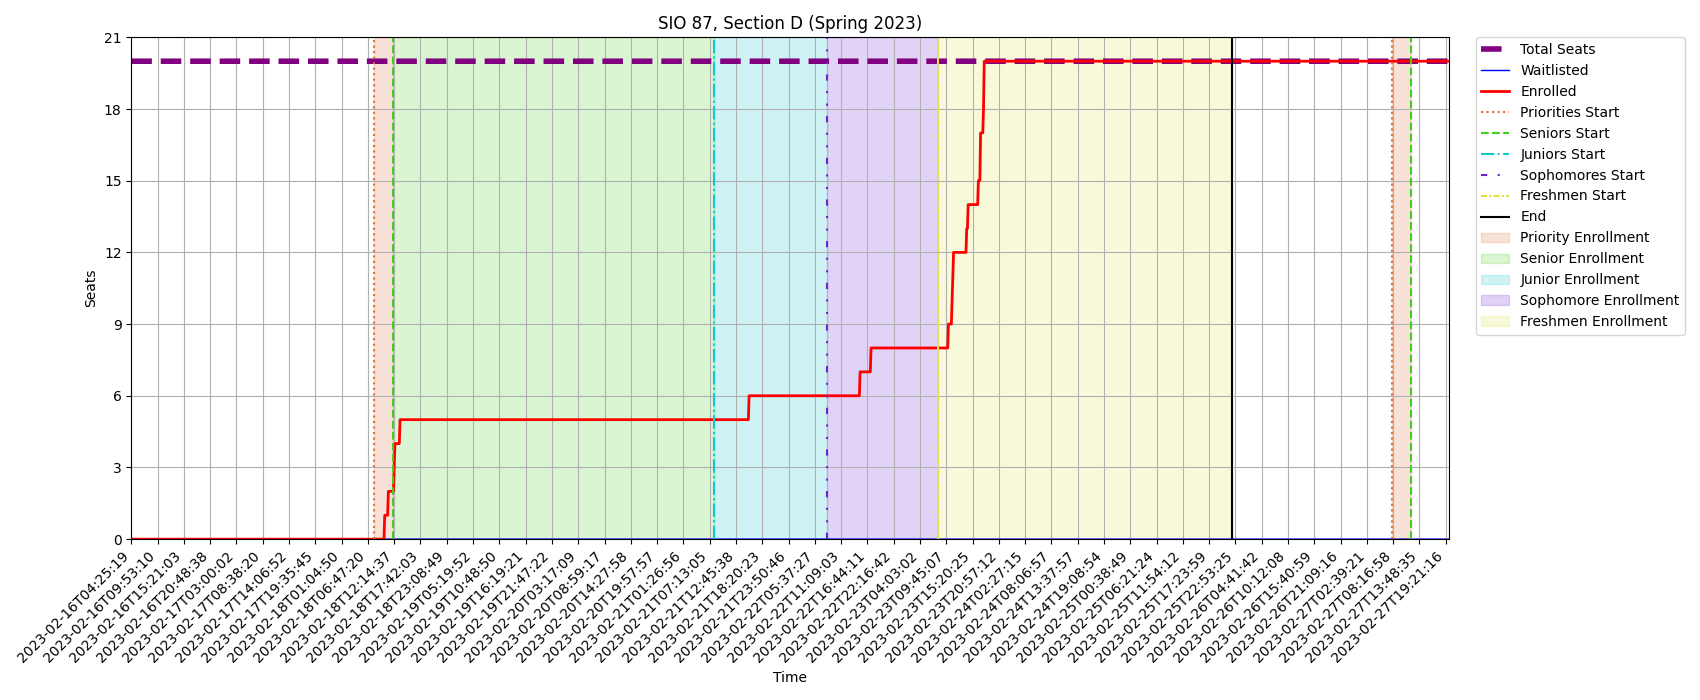 SIO 87, Section D (Spring 2023)
21
18
15
12
9
6
3
0
Seats
2023-02-16T04:25:19
2023-02-16T09:53:10
2023-02-16T15:21:03
2023-02-16T20:48:38
2023-02-17T03:00:02
2023-02-17T08:38:20
2023-02-17T14:06:52
2023-02-17T19:35:45
2023-02-18T01:04:50
2023-02-18T06:47:20
2023-02-18T12:14:37
2023-02-18T17:42:03
2023-02-18T23:08:49
2023-02-19T05:19:52
2023-02-19T10:48:50
2023-02-19T16:19:21
2023-02-19T21:47:22
2023-02-20T03:17:09
2023-02-20T08:59:17
2023-02-20T14:27:58
2023-02-20T19:57:57
2023-02-21T01:26:56
2023-02-21T07:13:05
2023-02-21T12:45:38
2023-02-21T18:20:23
2023-02-21T23:50:46
2023-02-22T05:37:27
2023-02-22T11:09:03
2023-02-22T16:44:11
2023-02-22T22:16:42
2023-02-23T04:03:02
2023-02-23T09:45:07
2023-02-23T15:20:25
2023-02-23T20:57:12
2023-02-24T02:27:15
2023-02-24T08:06:57
2023-02-24T13:37:57
2023-02-24T19:08:54
2023-02-25T00:38:49
2023-02-25T06:21:24
2023-02-25T11:54:12
2023-02-25T17:23:59
2023-02-25T22:53:25
2023-02-26T04:41:42
2023-02-26T10:12:08
2023-02-26T15:40:59
2023-02-26T21:09:16
2023-02-27T02:39:21
2023-02-27T08:16:58
2023-02-27T13:48:35
2023-02-27T19:21:16
Time
Total Seats
Waitlisted
Enrolled
Priorities Start
Seniors Start
Juniors Start
Sophomores Start
Freshmen Start
End
Priority Enrollment
Senior Enrollment
Junior Enrollment
Sophomore Enrollment
Freshmen Enrollment